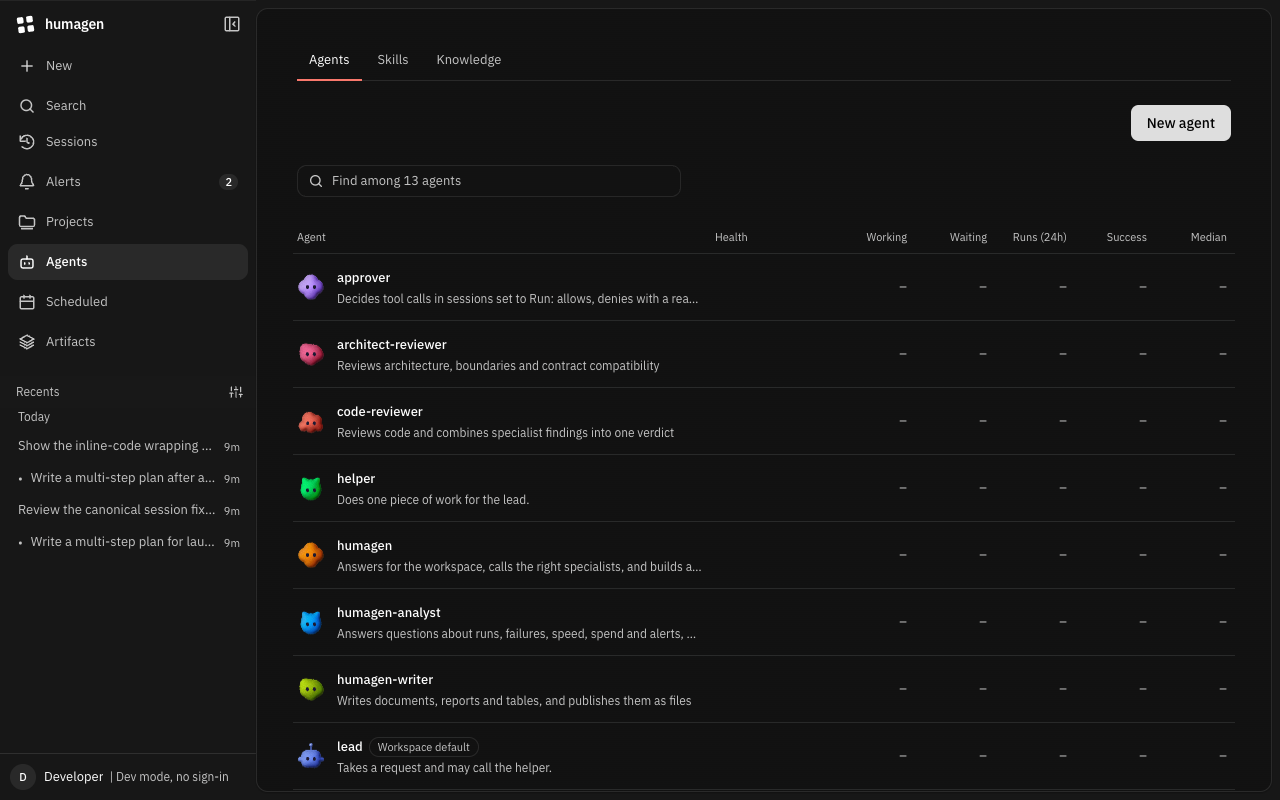 humagen
New
Search
Sessions
Alerts 2
Projects
Agents
Scheduled
Artifacts
Recents
Today
Show the inline-code wrapping ... 9m
• Write a multi-step plan after a... 9m
Review the canonical session fix... 9m
• Write a multi-step plan for lau... 9m
D Developer | Dev mode, no sign-in
Agents Skills Knowledge
New agent
Find among 13 agents
Agent Health Working Waiting Runs (24h) Success Median
approver
Decides tool calls in sessions set to Run: allows, denies with a rea... – – – – –
architect-reviewer
Reviews architecture, boundaries and contract compatibility – – – – –
code-reviewer
Reviews code and combines specialist findings into one verdict – – – – –
helper
Does one piece of work for the lead. – – – – –
humagen
Answers for the workspace, calls the right specialists, and builds a... – – – – –
humagen-analyst
Answers questions about runs, failures, speed, spend and alerts, ... – – – – –
humagen-writer
Writes documents, reports and tables, and publishes them as files – – – – –
lead Workspace default
Takes a request and may call the helper. – – – – –